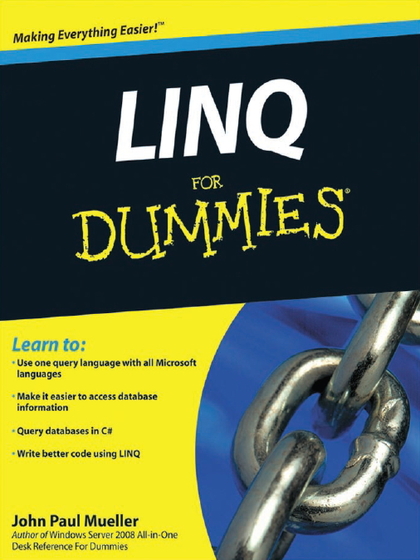 Making Everything Easier!™
LINQ
FOR
DUMMIES®
Learn to:
• Use one query language with all Microsoft
languages
• Make it easier to access database
information
• Query databases in C#
• Write better code using LINQ
John Paul Mueller
Author of Windows Server 2008 All-in-One
Desk Reference For Dummies